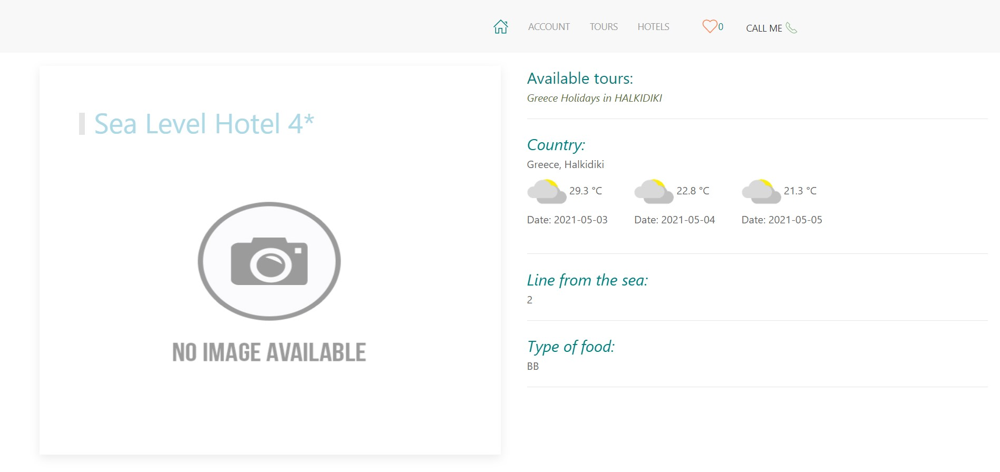 ACCOUNT TOURS HOTELS 0 CALL ME
Sea Level Hotel 4*
NO IMAGE AVAILABLE
Available tours:
Greece Holidays in HALKIDIKI
Country:
Greece, Halkidiki
29.3 °C 22.8 °C 21.3 °C
Date: 2021-05-03 Date: 2021-05-04 Date: 2021-05-05
Line from the sea:
2
Type of food:
BB